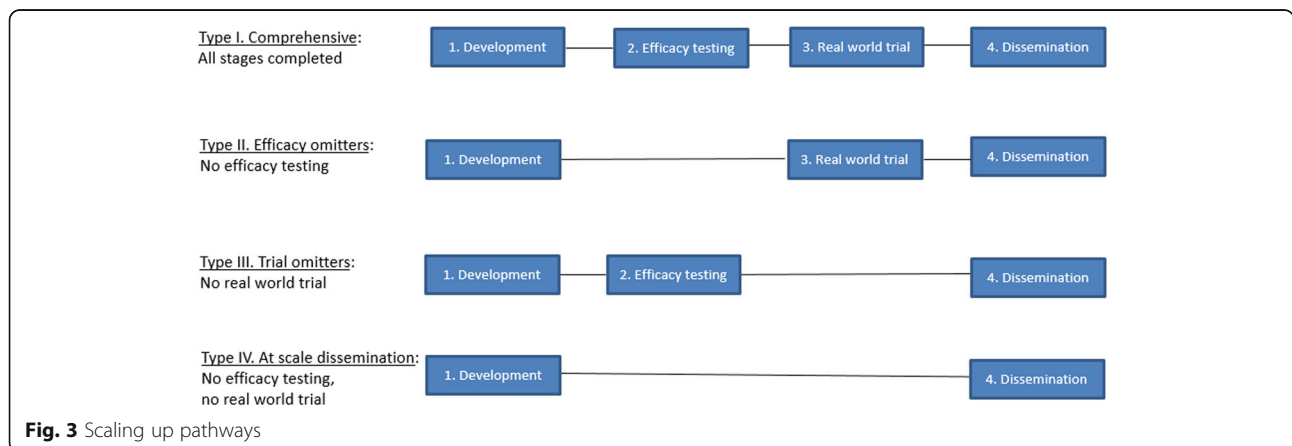 Type I. Comprehensive:
All stages completed
1. Development
2. Efficacy testing
3. Real world trial
4. Dissemination
Type II. Efficacy omitters:
No efficacy testing
1. Development
3. Real world trial
4. Dissemination
Type III. Trial omitters:
No real world trial
1. Development
2. Efficacy testing
4. Dissemination
Type IV. At scale dissemination:
No efficacy testing,
no real world trial
1. Development
4. Dissemination
Fig. 3 Scaling up pathways